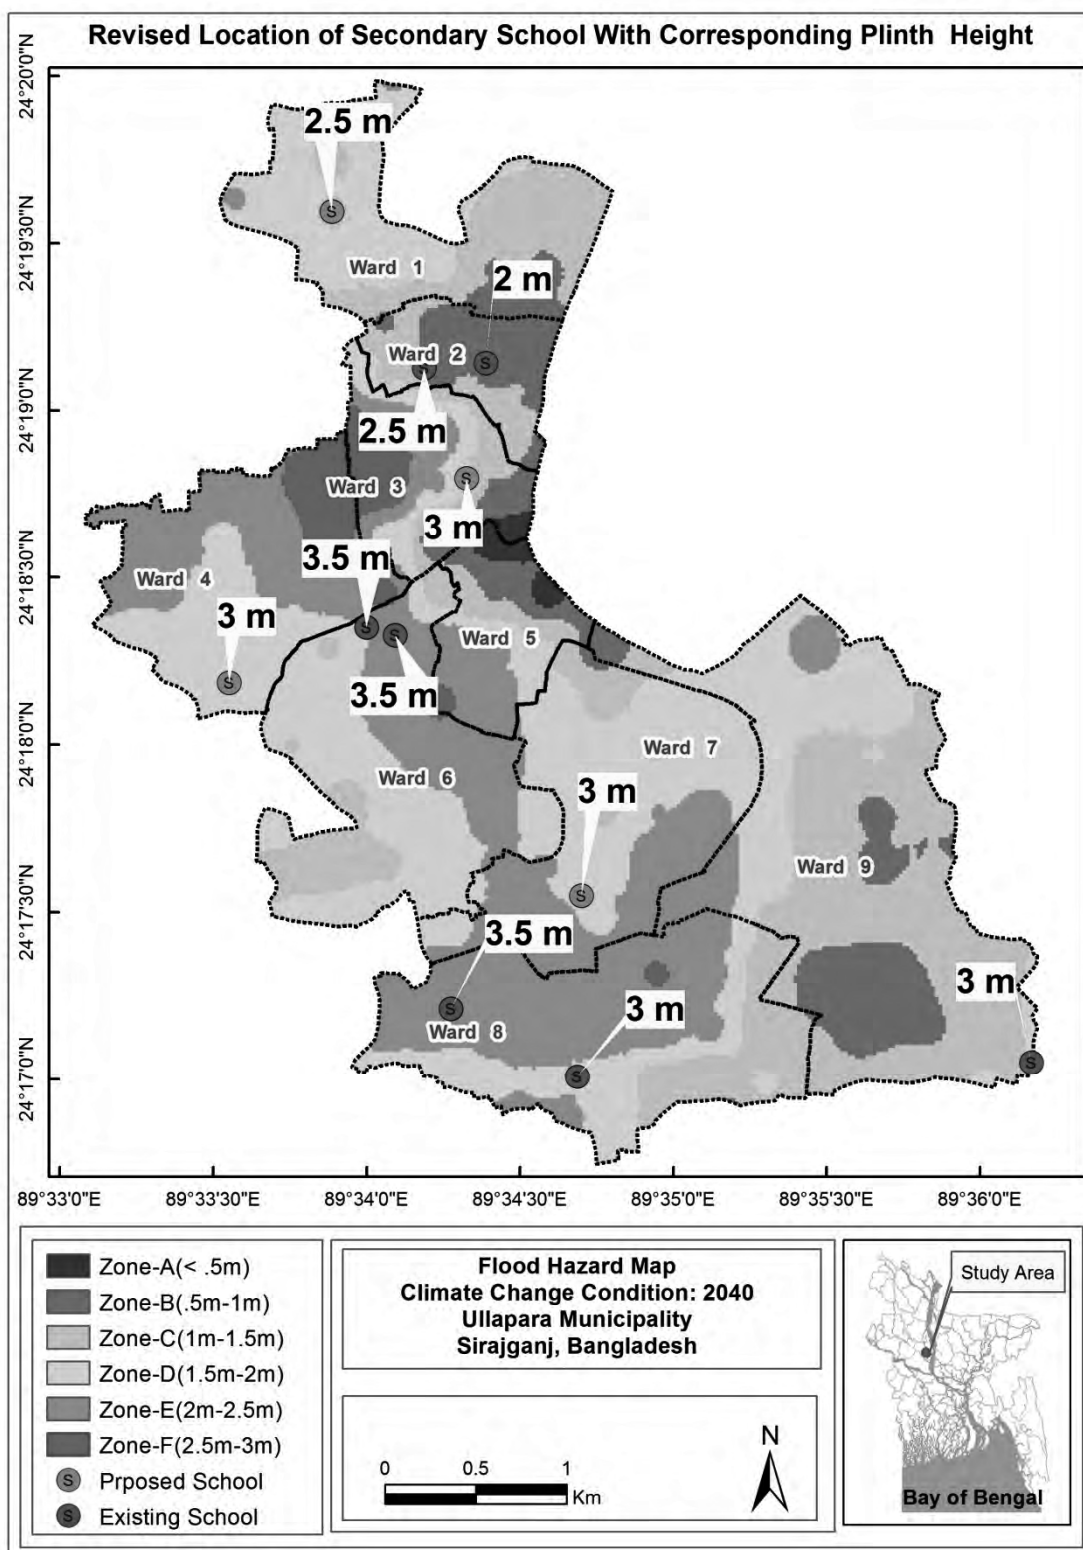 Revised Location of Secondary School With Corresponding Plinth Height
24°20'0"N
24°19'30"N
24°19'0"N
24°18'30"N
24°18'0"N
24°17'30"N
24°17'0"N
2.5 m
Ward 1
2 m
Ward 2
2.5 m
Ward 3
3 m
3.5 m
Ward 4
3 m
Ward 5
3.5 m
Ward 7
Ward 6
3 m
Ward 9
3.5 m
3 m
3 m
Ward 8
S
S
S
S
S
S
S
S
S
S
S
89°33'0"E 89°33'30"E 89°34'0"E 89°34'30"E 89°35'0"E 89°35'30"E 89°36'0"E
Zone-A(< .5m)
Zone-B(.5m-1m)
Zone-C(1m-1.5m)
Zone-D(1.5m-2m)
Zone-E(2m-2.5m)
Zone-F(2.5m-3m)
S Prposed School
S Existing School
Flood Hazard Map
Climate Change Condition: 2040
Ullapara Municipality
Sirajganj, Bangladesh
0 0.5 1
Km
N
Study Area
Bay of Bengal